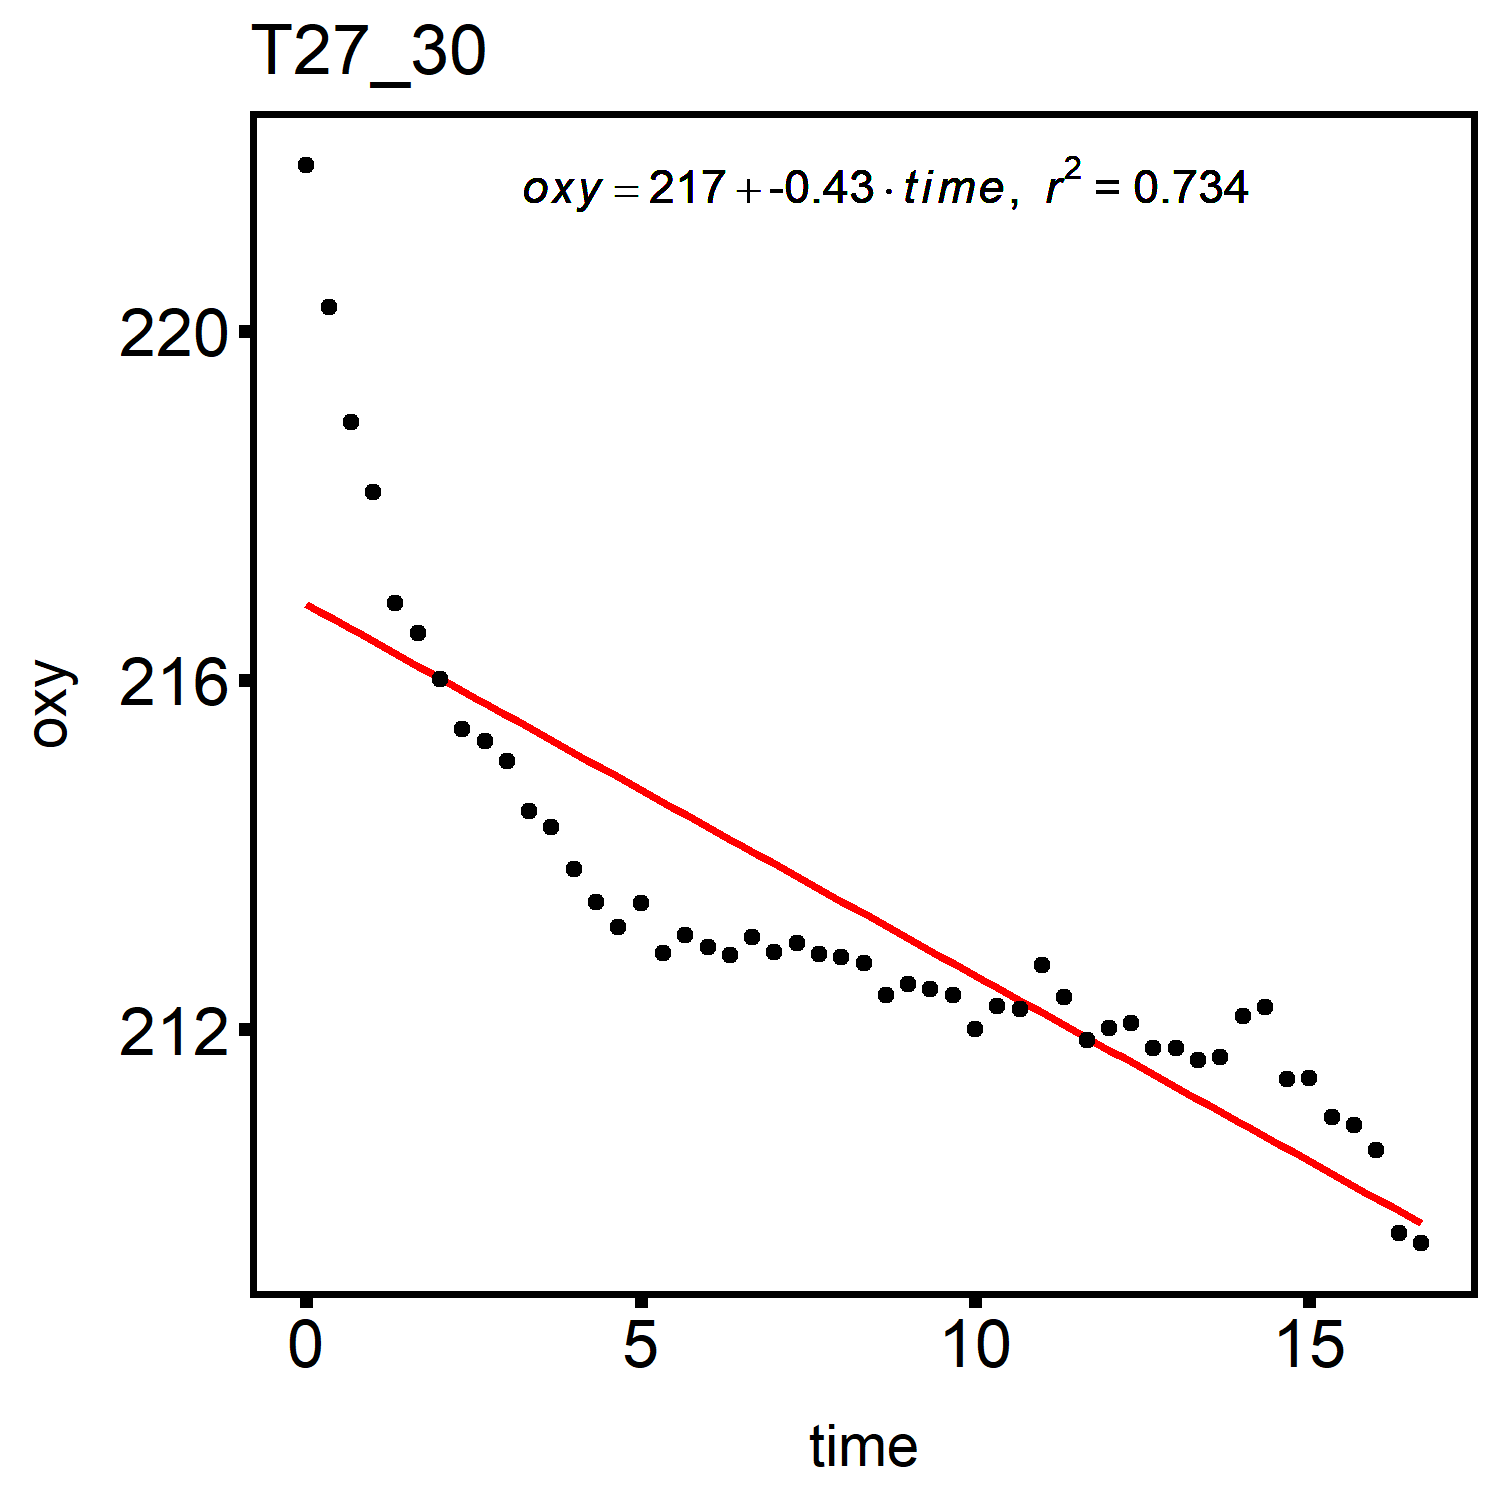 T27_30
oxy = 217 + -0.43 · time, r² = 0.734
220
216
212
oxy
0 5 10 15
time